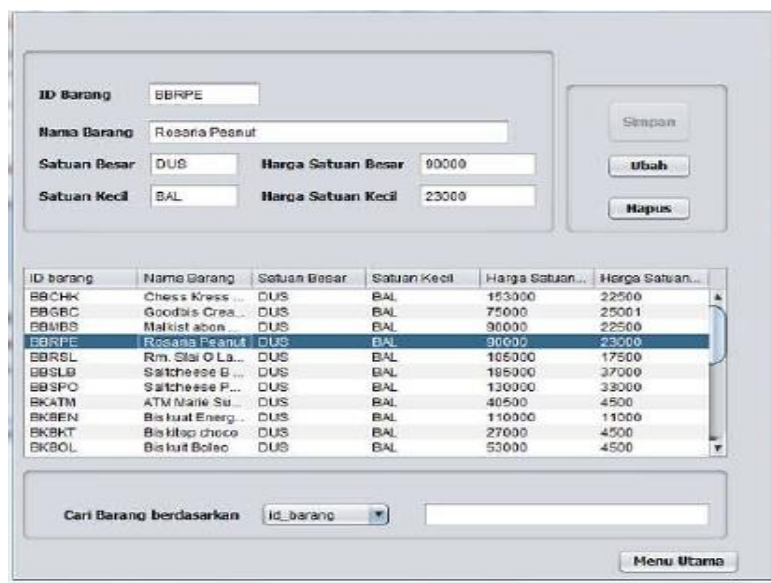 ID Barang BBRPE
Nama Barang Rosaria Peanut
Satuan Besar DUS Harga Satuan Besar 90000
Satuan Kecil BAL Harga Satuan Kecil 23000
Simpan
Ubah
Hapus
ID barang Nama Barang Satuan Besar Satuan Kecil Harga Satuan... Harga Satuan...
BBCHK Chess Kress ... DUS BAL 153000 22500
BBGBC Goodbis Crea... DUS BAL 75000 25001
BBMBS Malkist abon ... DUS BAL 90000 22500
BBRPE Rosaria Peanut DUS BAL 90000 23000
BBRSL Rm. Slai O La... DUS BAL 105000 17500
BBSLB Saltcheese B ... DUS BAL 37000
BBSPO Saltcheese P... DUS BAL 130000 33000
BKATM ATM Marie Su... DUS BAL 40500 4500
BKBEN Biskuat Energ... DUS BAL 110000 11000
BKBKT Biskitop choco DUS BAL 27000 4500
BKBOL Biskuit Boleo DUS BAL 53000 4500
Cari Barang berdasarkan id_barang
Menu Utama